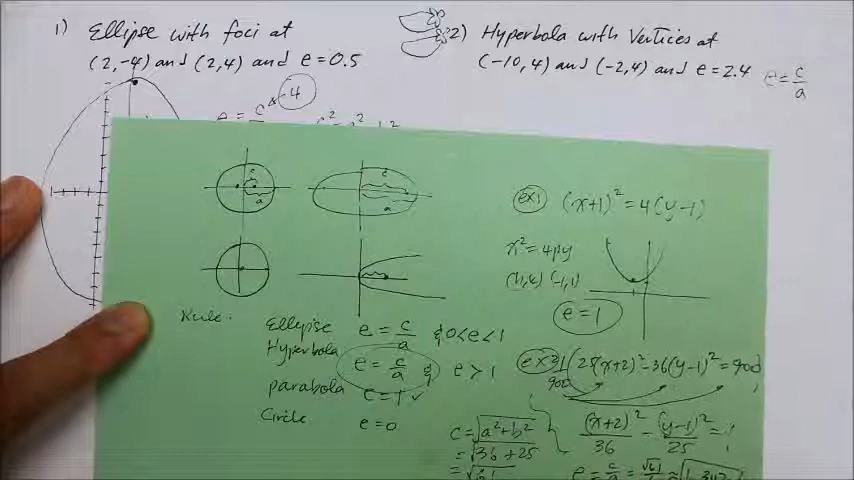 1) Ellipse with foci at
(2,-4) and (2,4) and e=0.5
2) Hyperbola with Vertices at
(-10,4) and (-2,4) and e=2.4
e=c/a
e = c
4
c
a
c
a
ex1 (x+1)²=4(y-1)
x²=4py
(h,k) (-1,1)
e=1
Rule:
Ellipse e = c/a & 0<e<1
Hyperbola e = c/a & e>1
parabola e=1 ✓
Circle e=0
ex2 25(x+2)²-36(y-1)²=900
900
(x+2)²/36 - (y-1)²/25 = 1
c=√a²+b²
=√36+25
=√61
e=c/a=√61